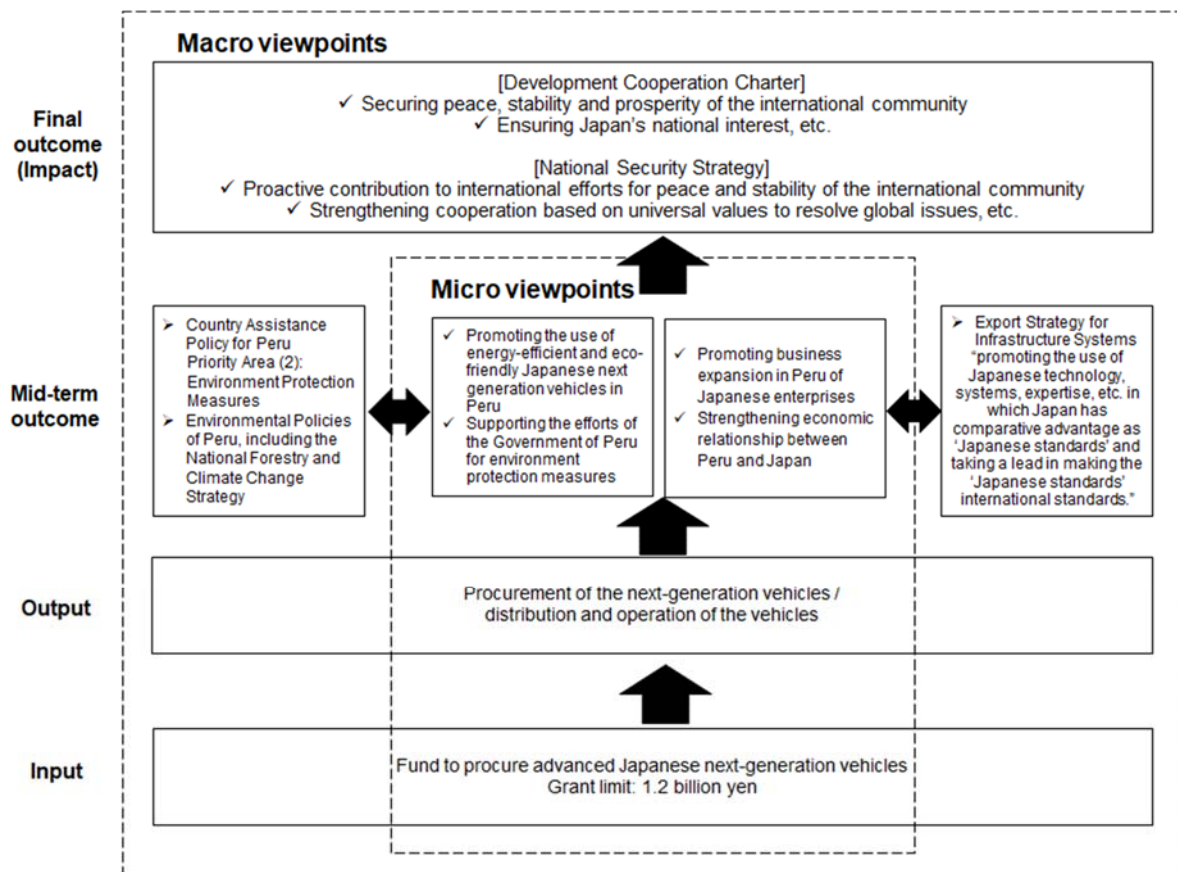 Macro viewpoints
Final
outcome
(Impact)
[Development Cooperation Charter]
✓ Securing peace, stability and prosperity of the international community
✓ Ensuring Japan's national interest, etc.
[National Security Strategy]
✓ Proactive contribution to international efforts for peace and stability of the international community
✓ Strengthening cooperation based on universal values to resolve global issues, etc.
Micro viewpoints
Mid-term
outcome
➢ Country Assistance
Policy for Peru
Priority Area (2):
Environment Protection
Measures
➢ Environmental Policies
of Peru, including the
National Forestry and
Climate Change
Strategy
✓ Promoting the use of
energy-efficient and eco-
friendly Japanese next
generation vehicles in
Peru
✓ Supporting the efforts of
the Government of Peru
for environment
protection measures
✓ Promoting business
expansion in Peru of
Japanese enterprises
✓ Strengthening economic
relationship between
Peru and Japan
➢ Export Strategy for
Infrastructure Systems
"promoting the use of
Japanese technology,
systems, expertise, etc. in
which Japan has
comparative advantage as
'Japanese standards' and
taking a lead in making the
'Japanese standards'
international standards."
Output
Procurement of the next-generation vehicles /
distribution and operation of the vehicles
Input
Fund to procure advanced Japanese next-generation vehicles
Grant limit: 1.2 billion yen